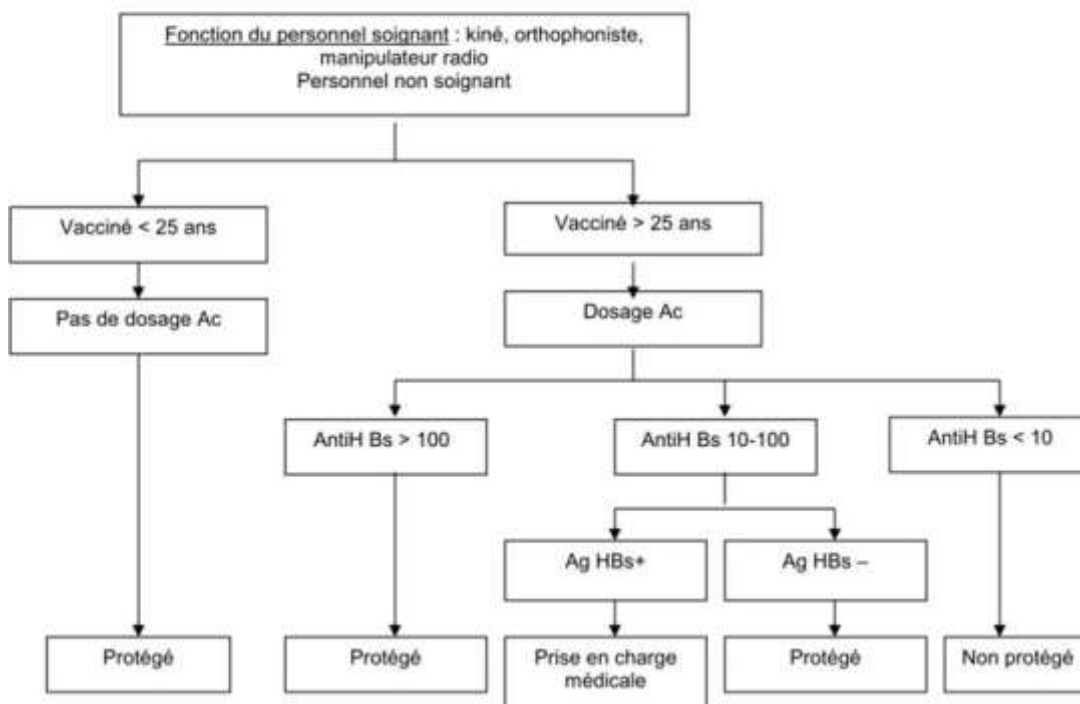 Fonction du personnel soignant : kiné, orthophoniste,
manipulateur radio
Personnel non soignant
Vacciné < 25 ans
Vacciné > 25 ans
Pas de dosage Ac
Dosage Ac
AntiH Bs > 100
AntiH Bs 10-100
AntiH Bs < 10
Ag HBs+
Ag HBs –
Protégé
Protégé
Prise en charge
médicale
Protégé
Non protégé